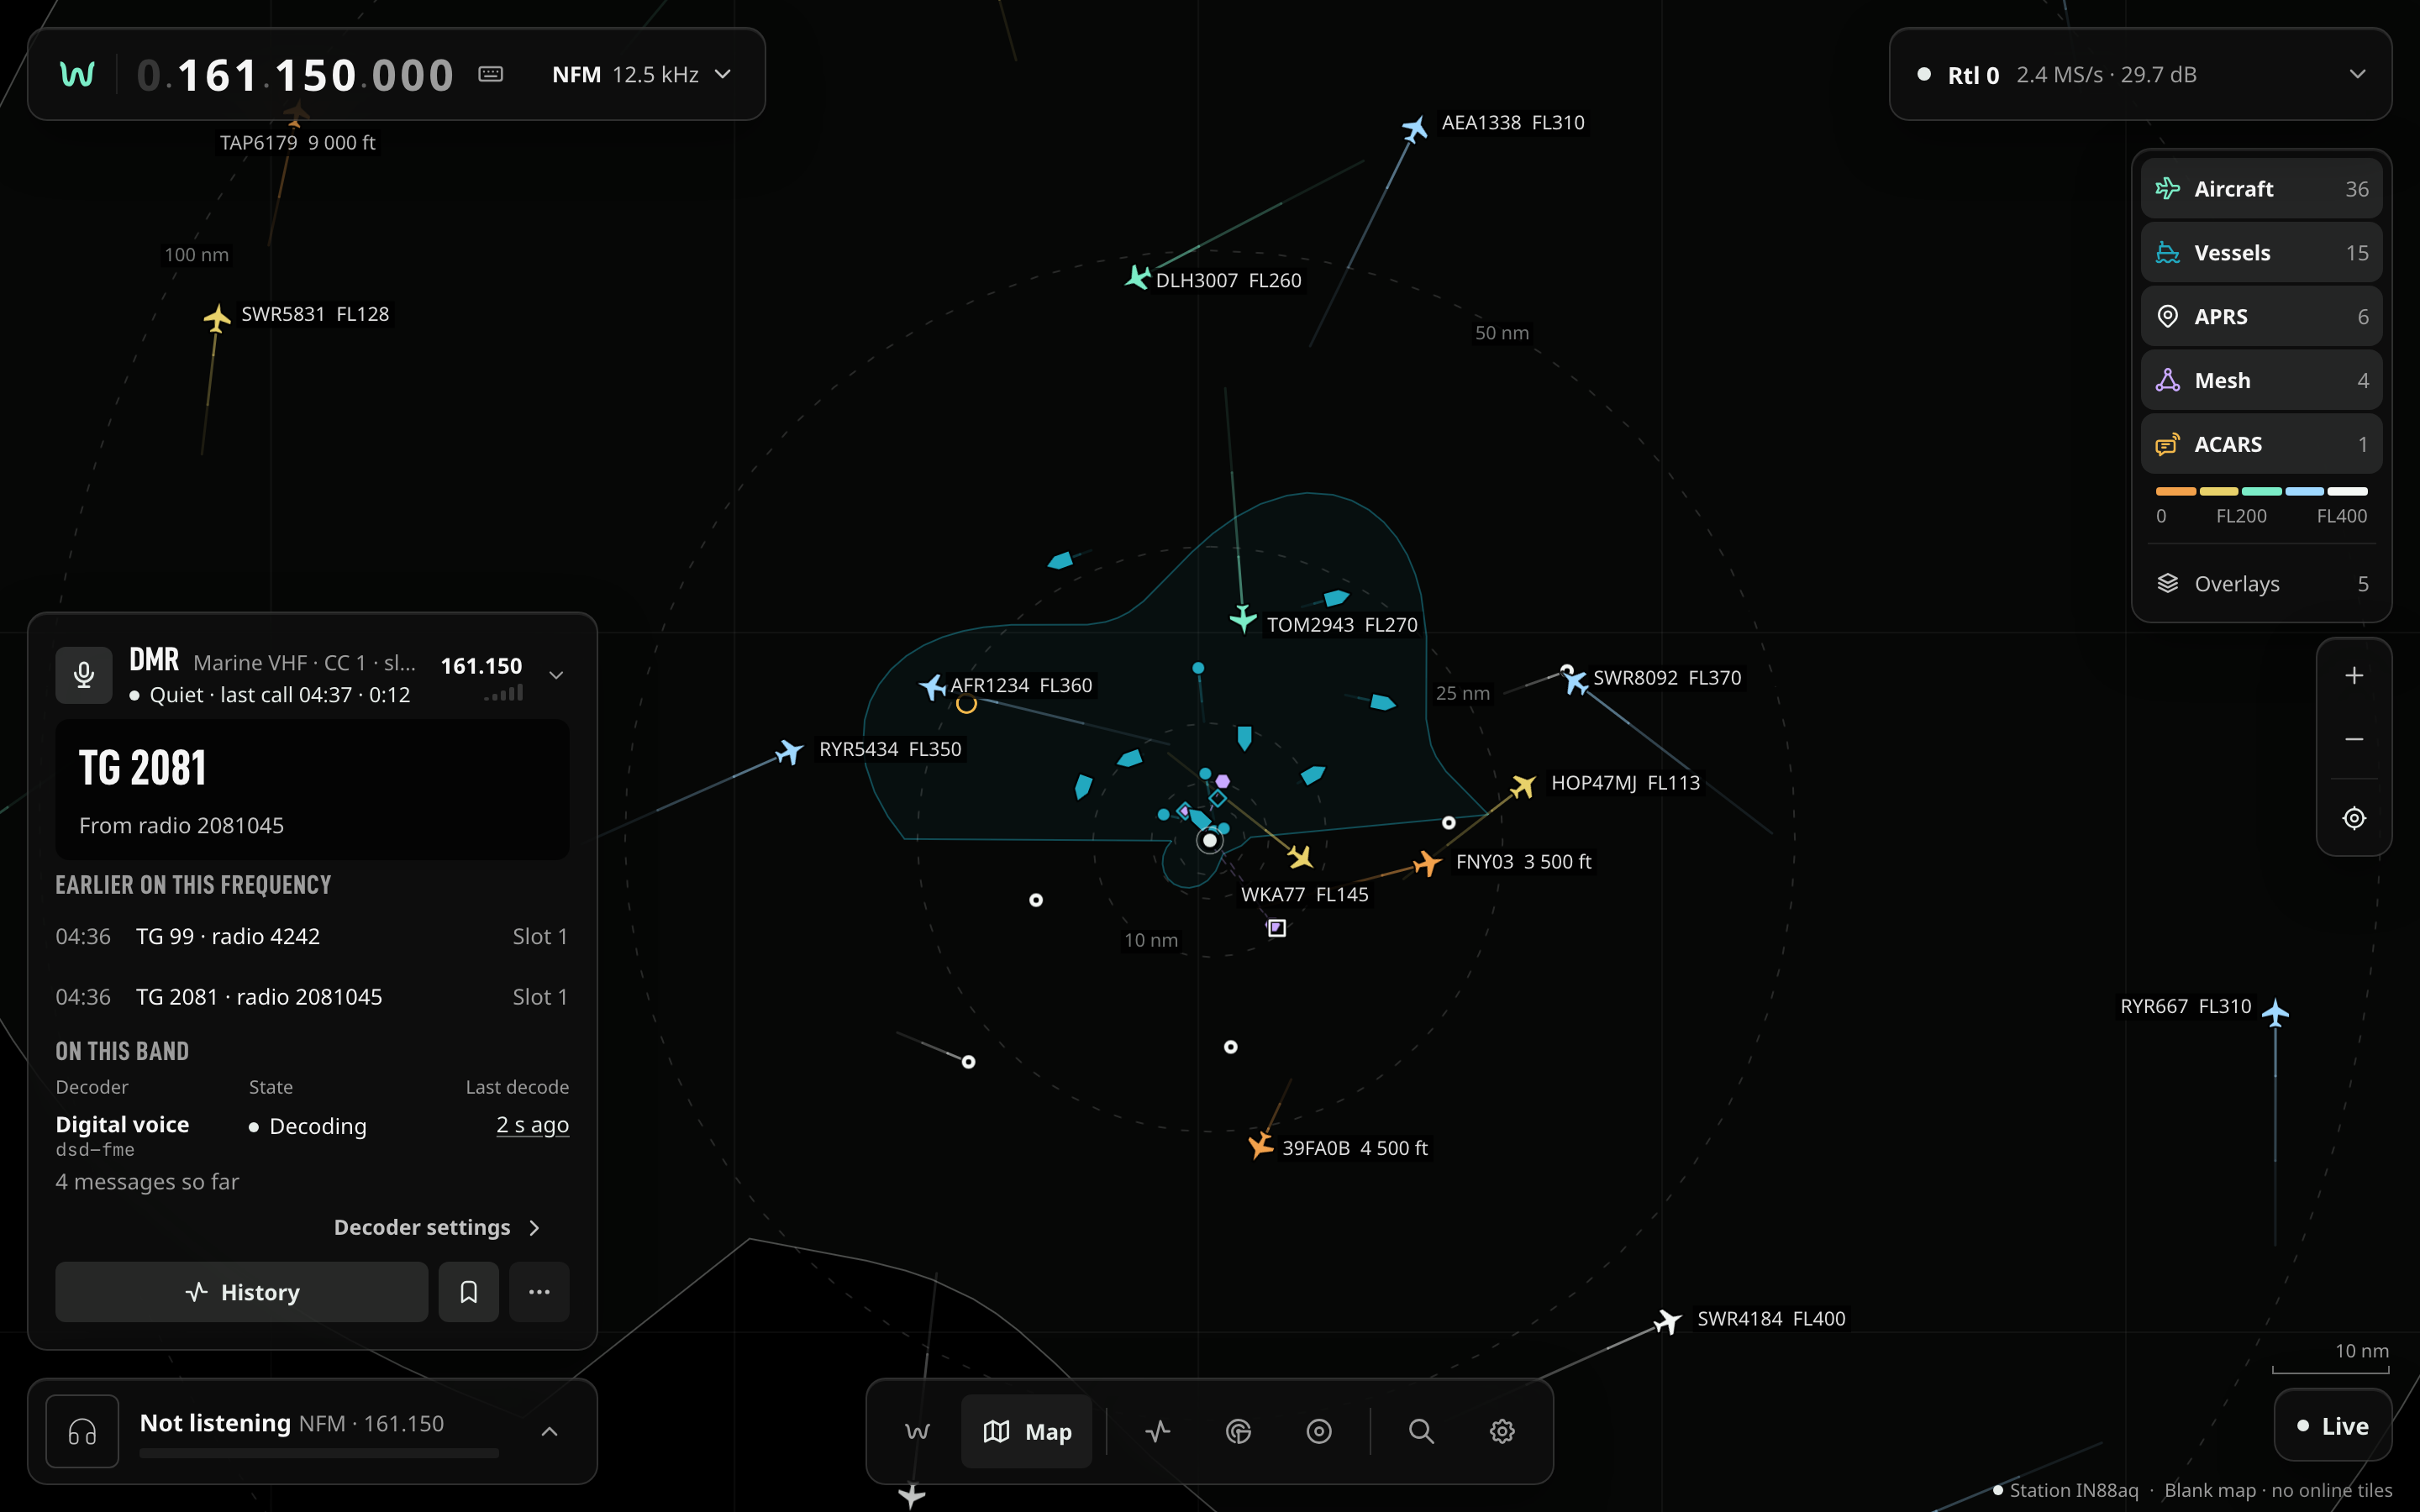 0.161.150.000 NFM 12.5 kHz
Rtl 0 2.4 MS/s · 29.7 dB
TAP6179 9 000 ft
AEA1338 FL310
DLH3007 FL260
100 nm
50 nm
SWR5831 FL128
Aircraft 36
Vessels 15
APRS 6
Mesh 4
ACARS 1
0 FL200 FL400
Overlays 5
TOM2943 FL270
AFR1234 FL360
25 nm
SWR8092 FL370
RYR5434 FL350
HOP47MJ FL113
FNY03 3 500 ft
WKA77 FL145
10 nm
RYR667 FL310
39FA0B 4 500 ft
SWR4184 FL400
DMR Marine VHF · CC 1 · sl... 161.150
Quiet · last call 04:37 · 0:12
TG 2081
From radio 2081045
EARLIER ON THIS FREQUENCY
04:36 TG 99 · radio 4242 Slot 1
04:36 TG 2081 · radio 2081045 Slot 1
ON THIS BAND
Decoder State Last decode
Digital voice Decoding 2 s ago
dsd-fme
4 messages so far
Decoder settings
History
Not listening NFM · 161.150
Map
10 nm
Live
Station IN88aq · Blank map · no online tiles